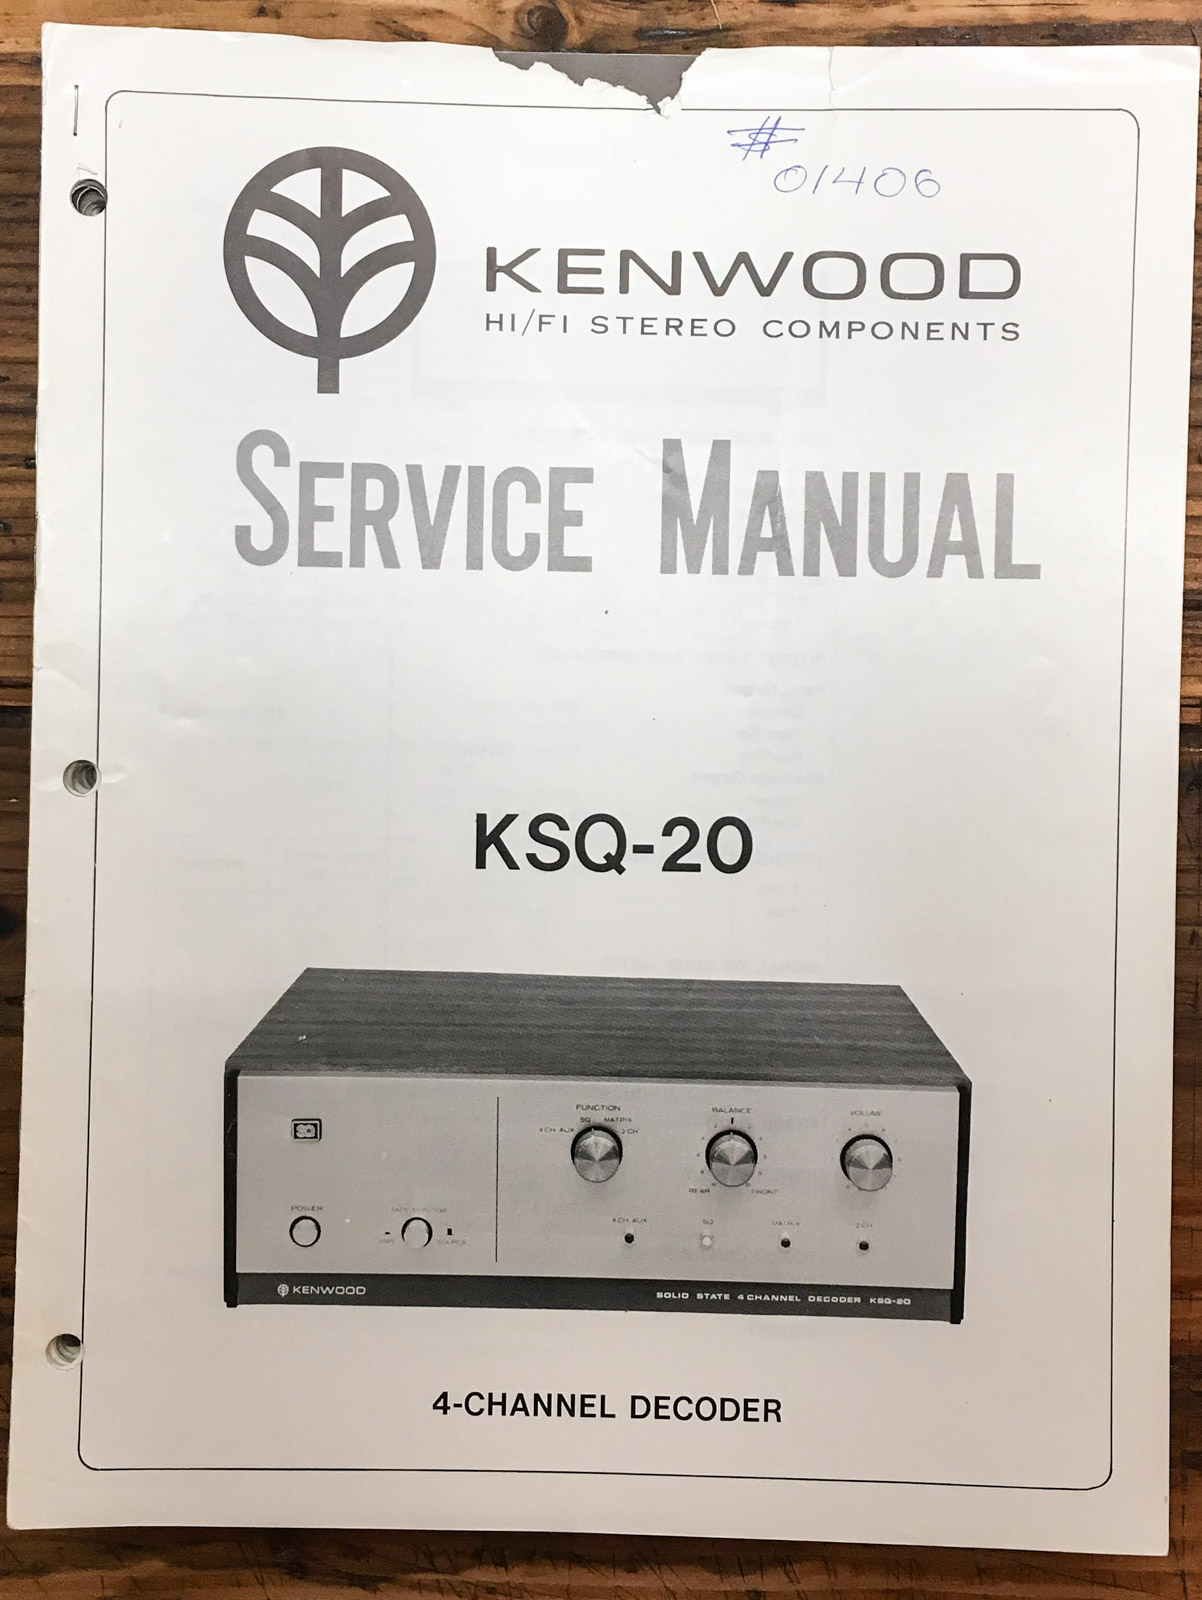 #
01406
KENWOOD
HI/FI STEREO COMPONENTS
SERVICE MANUAL
KSQ-20
FUNCTION
SQ MATRIX
4 CH AUX 2 CH
BALANCE
REAR FRONT
VOLUME
POWER
TAPE MONITOR
TAPE SOURCE
4 CH AUX
SQ
MATRIX
2 CH
KENWOOD
SOLID STATE 4 CHANNEL DECODER KSQ-20
4-CHANNEL DECODER